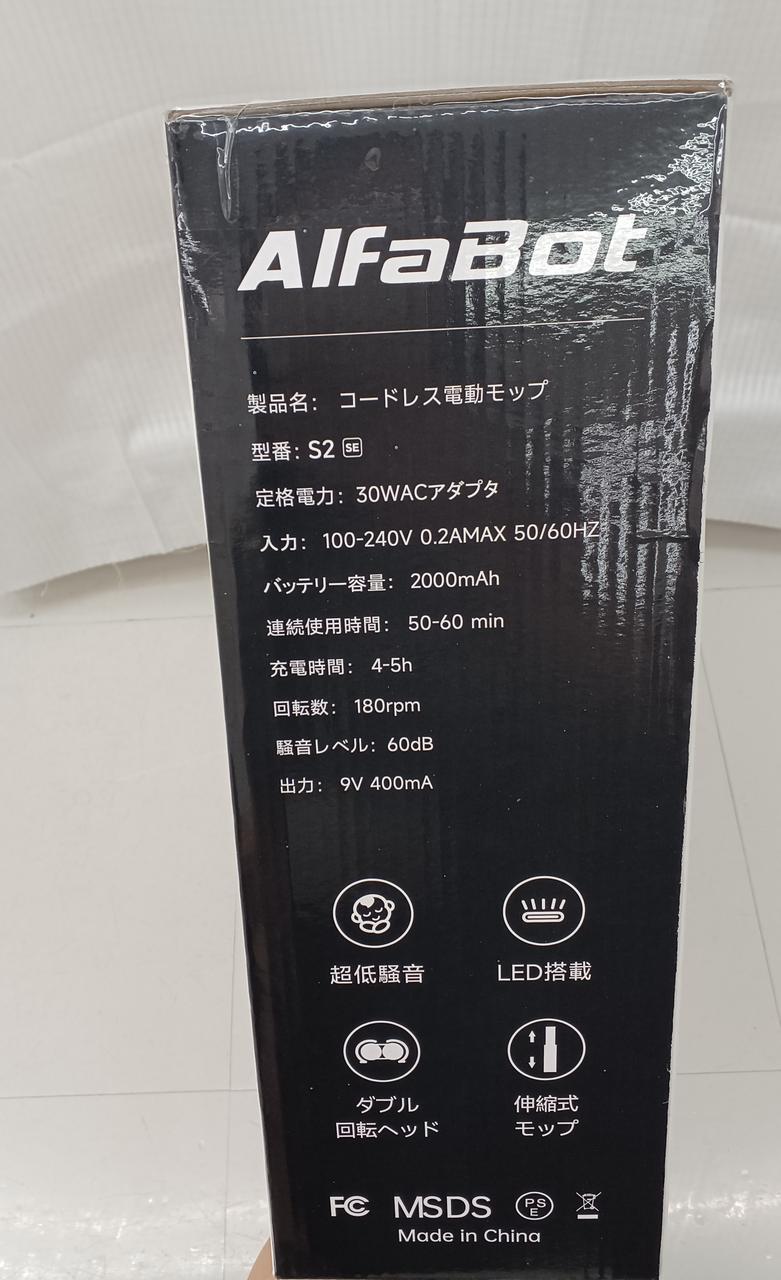 AlfaBot
製品名： コードレス電動モップ
型番：S2 SE
定格電力：30WACアダプタ
入力： 100-240V 0.2AMAX 50/60HZ
バッテリー容量： 2000mAh
連続使用時間： 50-60 min
充電時間： 4-5h
回転数： 180rpm
騒音レベル：60dB
出力： 9V 400mA
超低騒音
LED搭載
ダブル
回転ヘッド
伸縮式
モップ
FC MSDS PSE
Made in China